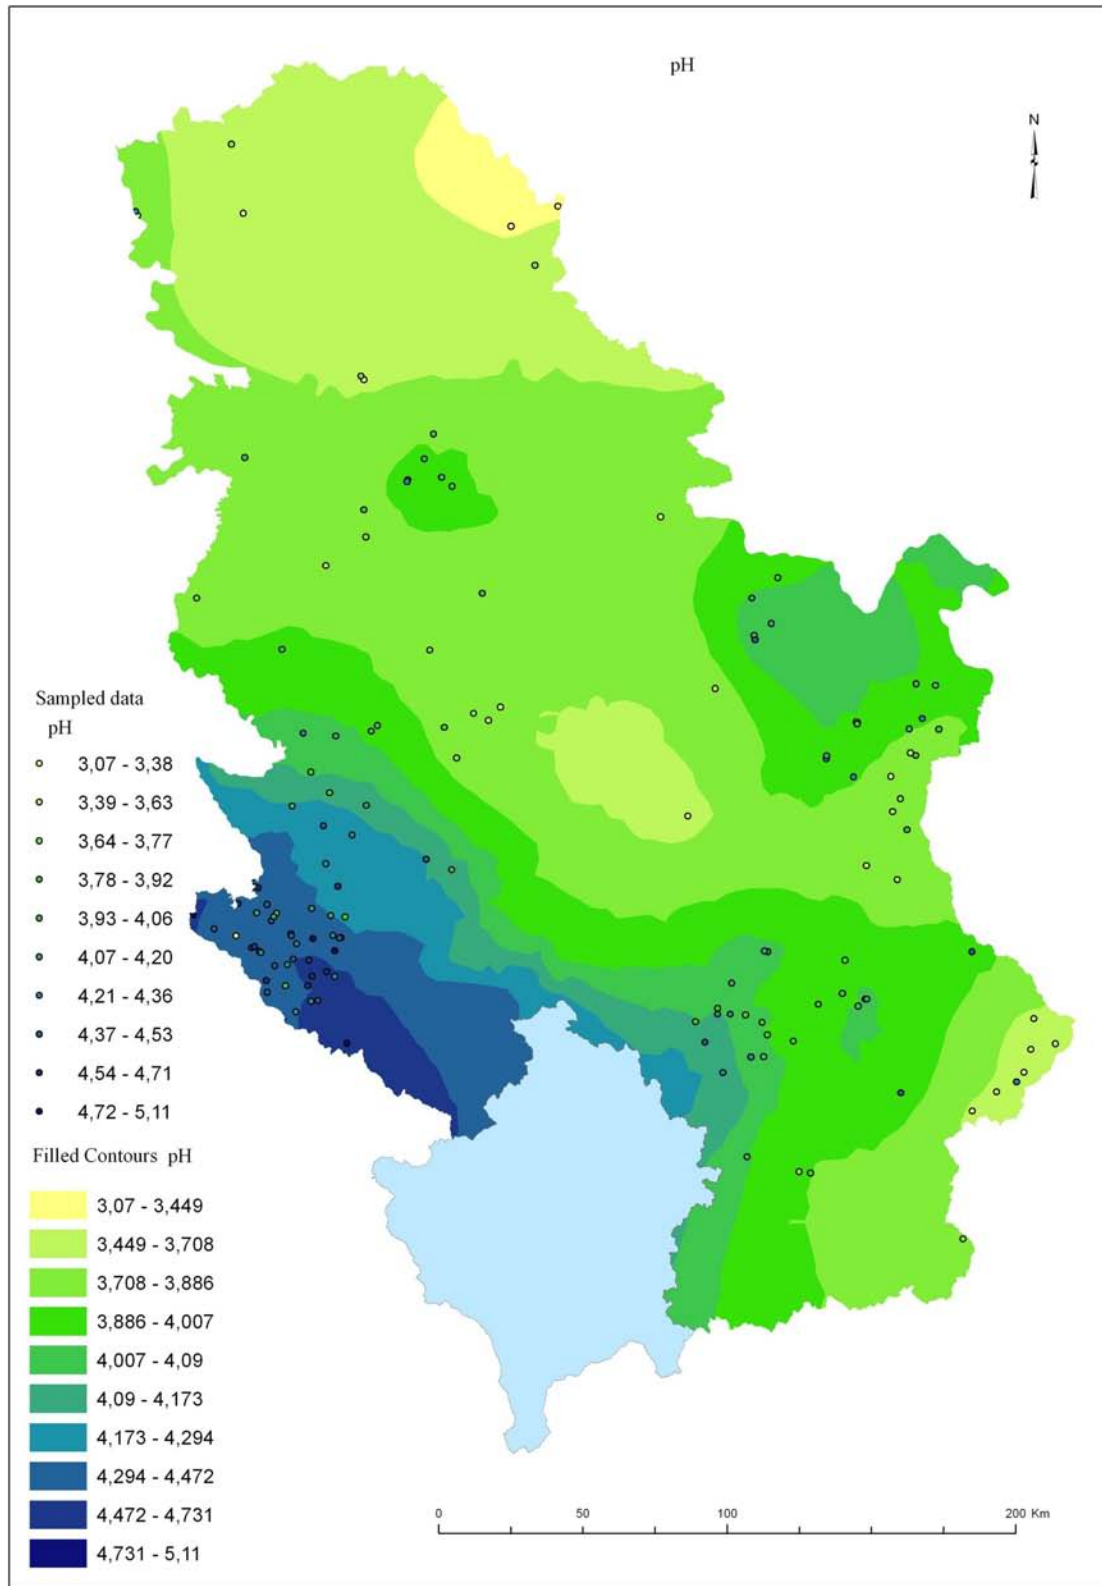 pH
N
Sampled data
pH
3,07 - 3,38
3,39 - 3,63
3,64 - 3,77
3,78 - 3,92
3,93 - 4,06
4,07 - 4,20
4,21 - 4,36
4,37 - 4,53
4,54 - 4,71
4,72 - 5,11
Filled Contours pH
3,07 - 3,449
3,449 - 3,708
3,708 - 3,886
3,886 - 4,007
4,007 - 4,09
4,09 - 4,173
4,173 - 4,294
4,294 - 4,472
4,472 - 4,731
4,731 - 5,11
0 50 100 200 Km